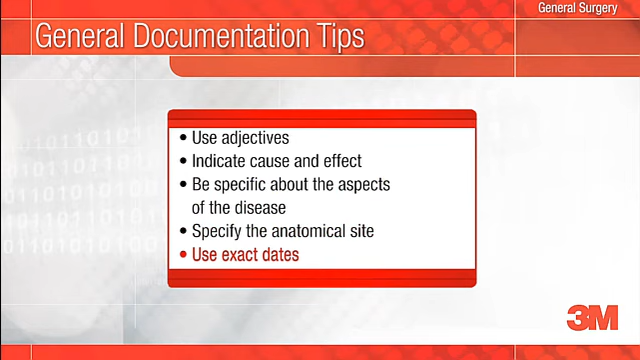 General Surgery
General Documentation Tips
• Use adjectives
• Indicate cause and effect
• Be specific about the aspects
of the disease
• Specify the anatomical site
• Use exact dates
3M